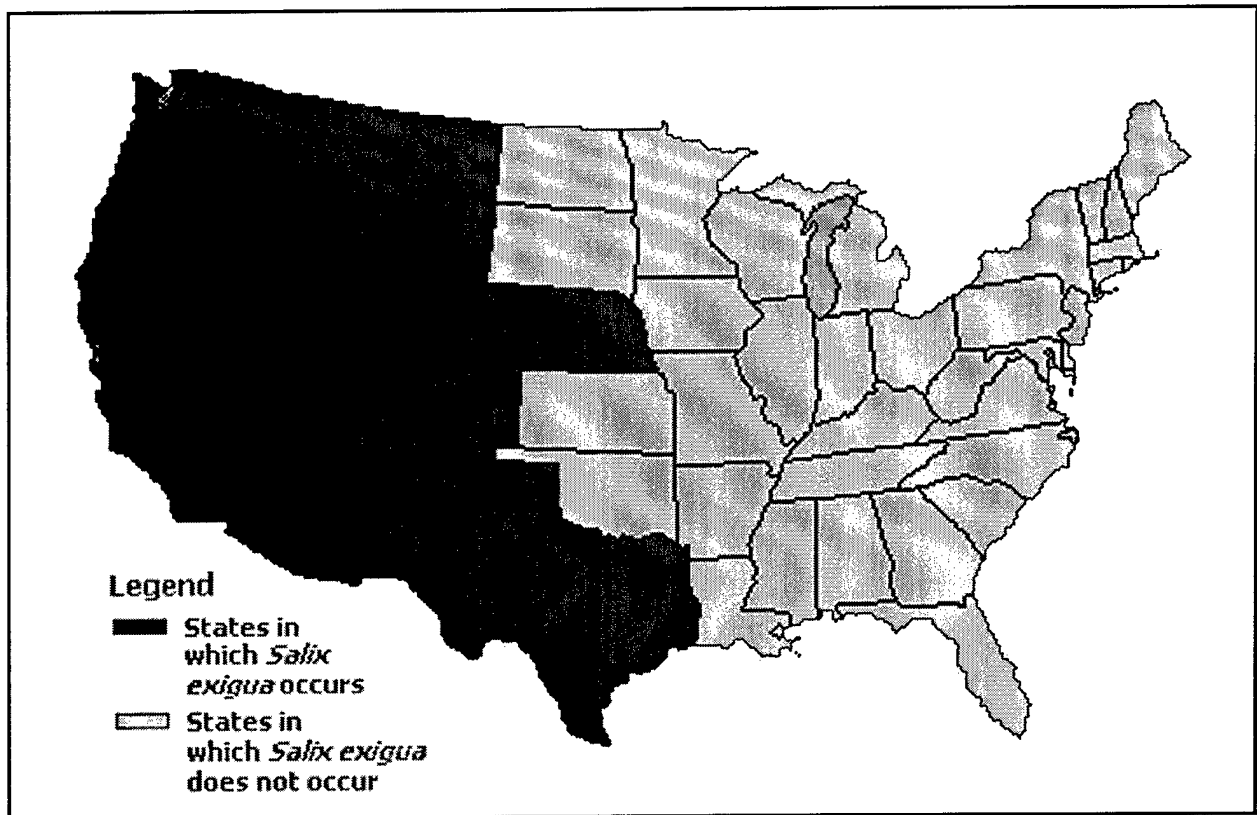 Legend
States in
which Salix
exigua occurs
States in
which Salix exigua
does not occur